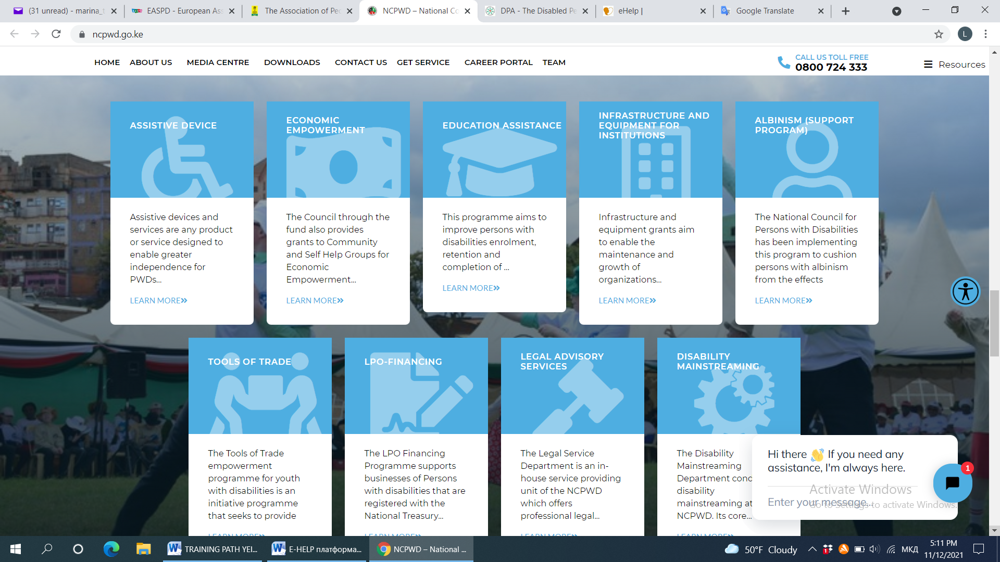 (31 unread) - marina_t
EASPD - European Ass
The Association of Peo
NCPWD – National Co
DPA - The Disabled Pe
eHelp |
Google Translate
ncpwd.go.ke
L
HOME ABOUT US MEDIA CENTRE DOWNLOADS CONTACT US GET SERVICE CAREER PORTAL TEAM
CALL US TOLL FREE
0800 724 333
Resources
ASSISTIVE DEVICE
Assistive devices and
services are any product
or service designed to
enable greater
independence for
PWDs...
LEARN MORE»
ECONOMIC
EMPOWERMENT
The Council through the
fund also provides
grants to Community
and Self Help Groups for
Economic
Empowerment...
LEARN MORE»
EDUCATION ASSISTANCE
This programme aims to
improve persons with
disabilities enrolment,
retention and
completion of ...
LEARN MORE»
INFRASTRUCTURE AND
EQUIPMENT FOR
INSTITUTIONS
Infrastructure and
equipment grants aim
to enable the
maintenance and
growth of
organizations...
LEARN MORE»
ALBINISM (SUPPORT
PROGRAM)
The National Council for
Persons with Disabilities
has been implementing
this program to cushion
persons with albinism
from the effects
LEARN MORE»
TOOLS OF TRADE
The Tools of Trade
empowerment
programme for youth
with disabilities is an
initiative programme
that seeks to provide
LEARN MORE»
LPO-FINANCING
The LPO Financing
Programme supports
businesses of Persons
with disabilities that are
registered with the
National Treasury...
LEARN MORE»
LEGAL ADVISORY
SERVICES
The Legal Service
Department is an in-
house service providing
unit of the NCPWD
which offers
professional legal...
LEARN MORE»
DISABILITY
MAINSTREAMING
The Disability
Mainstreaming
Department conc
disability
mainstreaming at
NCPWD. Its core...
LEARN MORE»
Hi there 👋 If you need any
assistance, I'm always here.
1
Activate Windows
Enter your message...
Go to Settings to activate Windows.
TRAINING PATH YEI...
E-HELP платформа...
NCPWD – National ...
50°F Cloudy
1
МКД
5:11 PM
11/12/2021